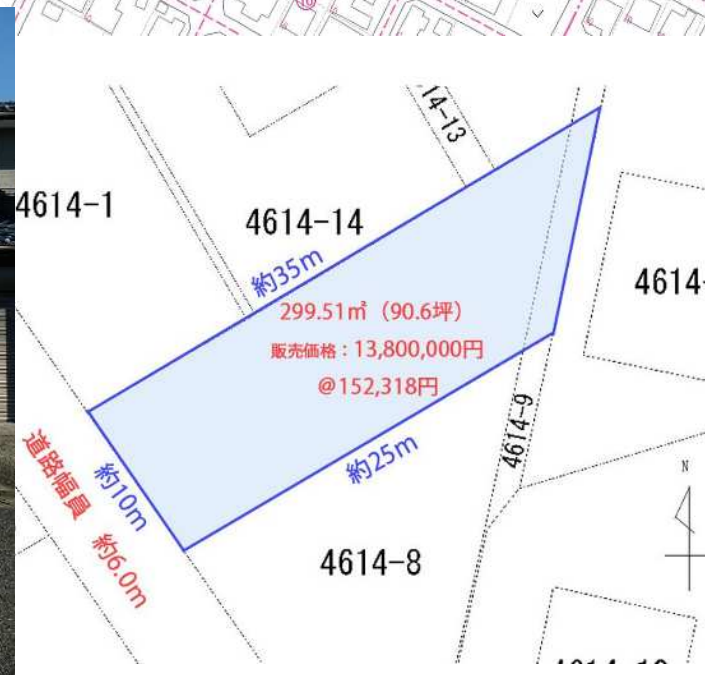 14-13
4614-1
4614-14
約35m
4614-
299.51㎡（90.6坪）
販売価格：13,800,000円
＠152,318円
4614-9
約25m
道路幅員 約6.0m
約10m
4614-8
N